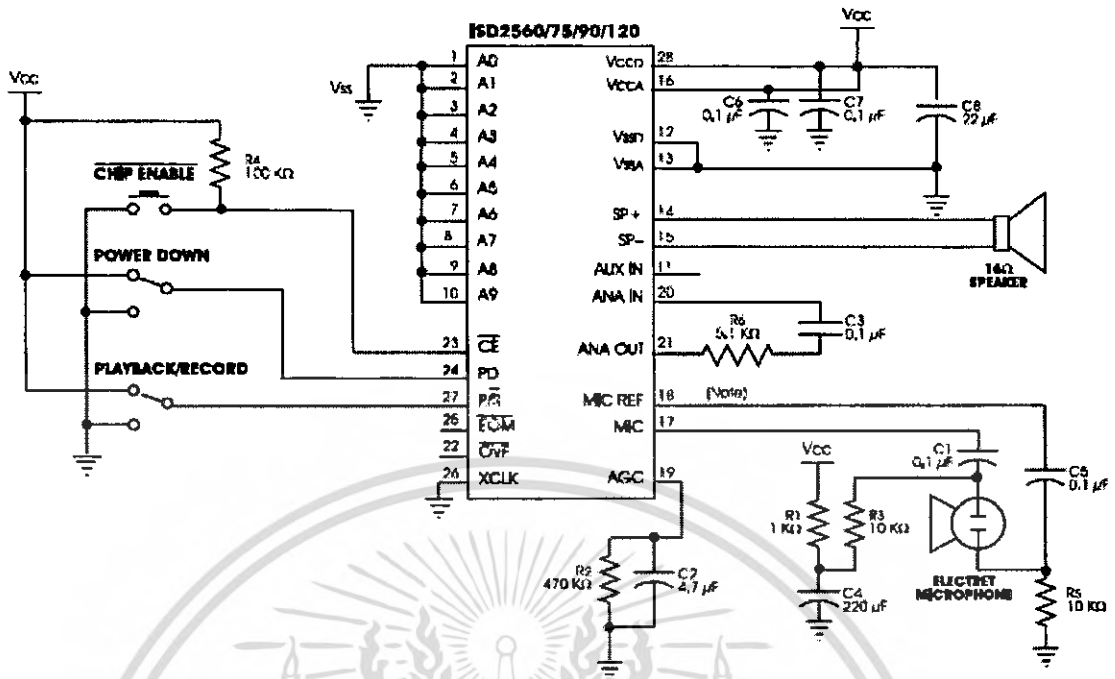 ISD2560/75/90/120
VCC
VSS
R4
100 KΩ
CHIP ENABLE
POWER DOWN
PLAYBACK/RECORD
1 A0
2 A1
3 A2
4 A3
5 A4
6 A5
7 A6
8 A7
9 A8
10 A9
23 CE
24 PD
27 P/R
25 EOM
22 OVF
26 XCLK
VCC
VCCD 28
VCCA 16
VSSD 12
VSSA 13
SP+ 14
SP- 15
AUX IN 11
ANA IN 20
ANA OUT 21
MIC REF 18 (Note)
MIC 17
AGC 19
C6
0.1 µF
C7
0.1 µF
C8
22 µF
16Ω
SPEAKER
R6
5.1 KΩ
C3
0.1 µF
VCC
C1
0.1 µF
C5
0.1 µF
R1
1 KΩ
R3
10 KΩ
R2
470 KΩ
C2
4.7 µF
C4
220 µF
ELECTRET
MICROPHONE
R5
10 KΩ